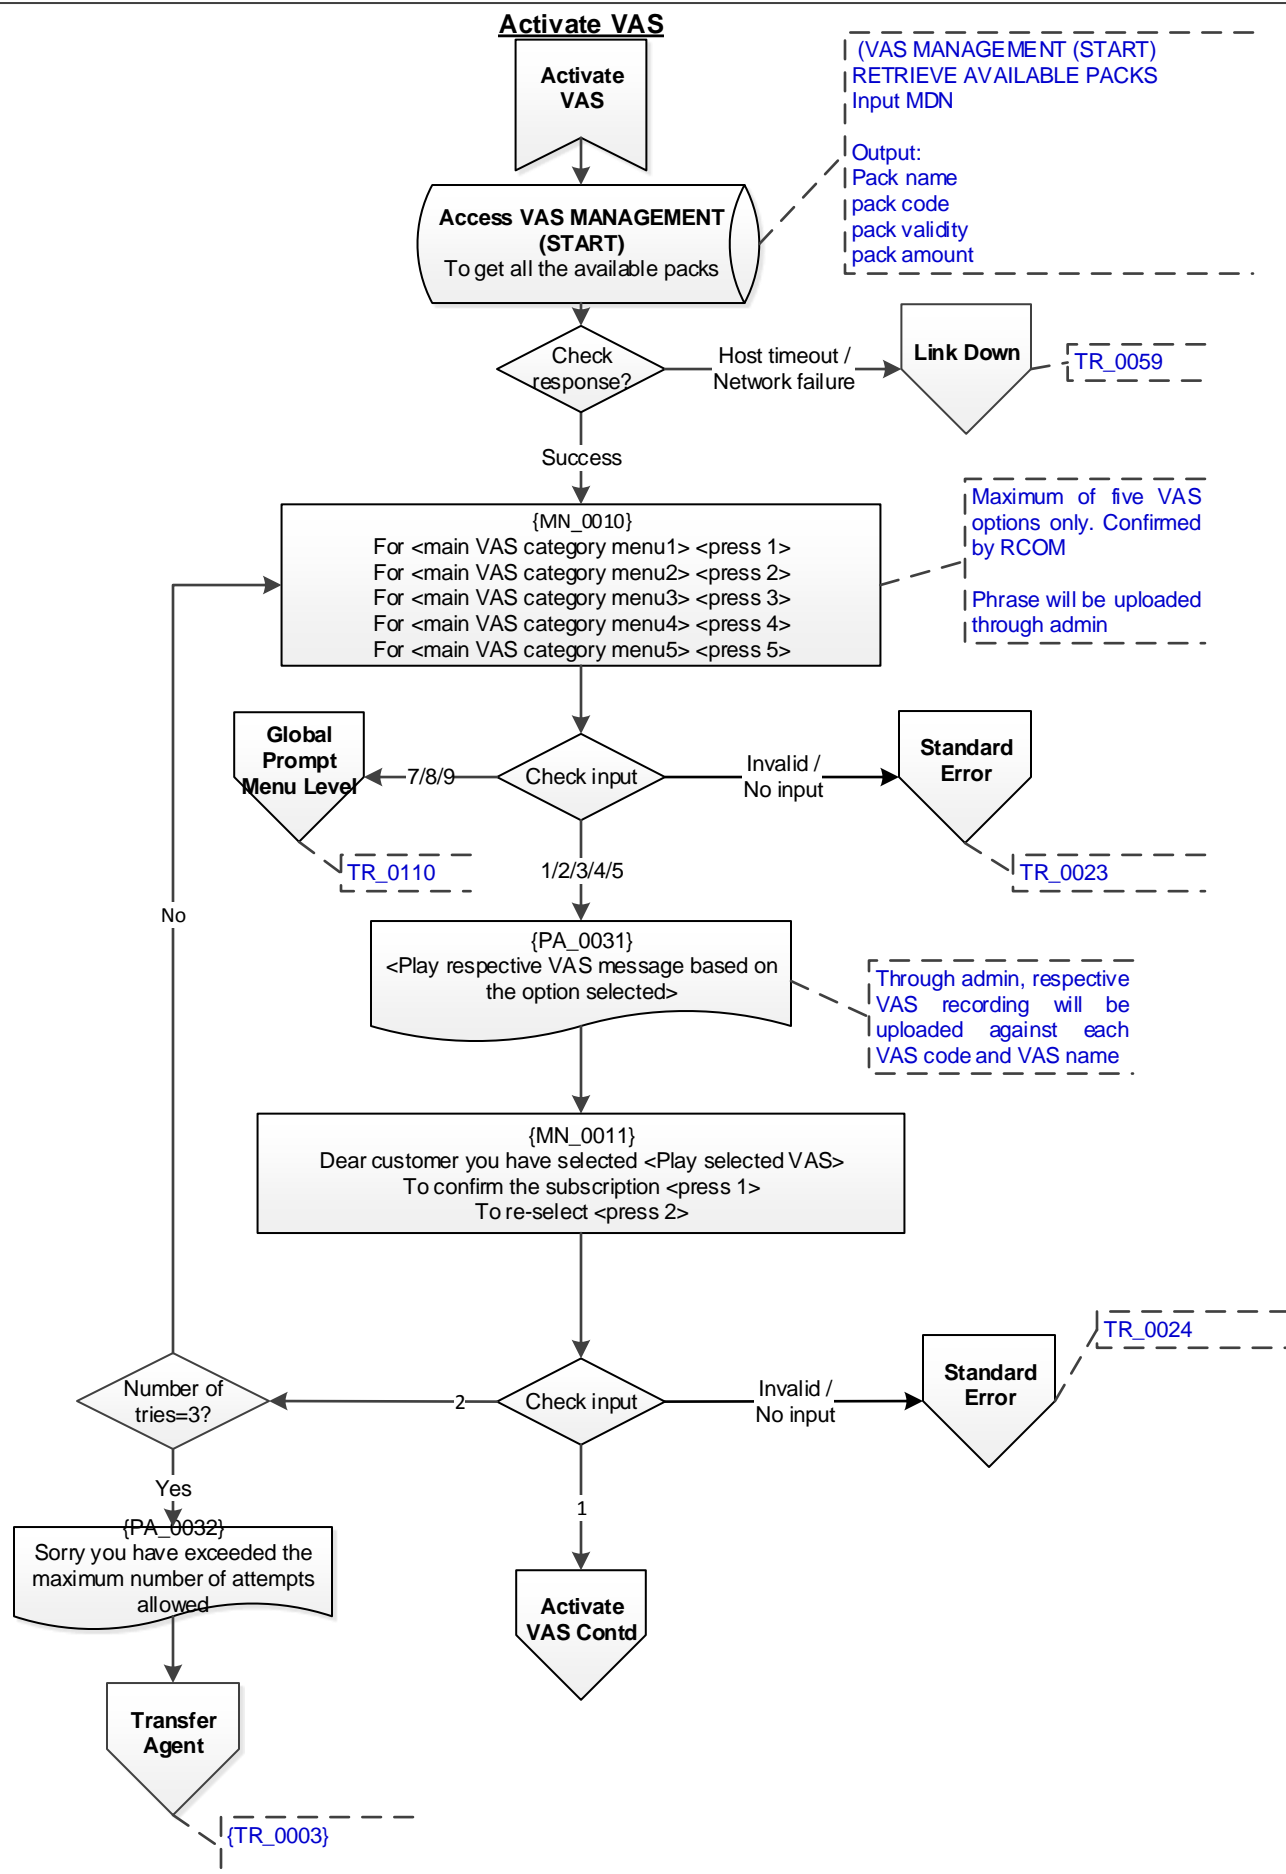 Activate VAS
Activate
VAS
(VAS MANAGEMENT (START)
RETRIEVE AVAILABLE PACKS
Input MDN
Output:
Pack name
pack code
pack validity
pack amount
Access VAS MANAGEMENT
(START)
To get all the available packs
Check
response?
Host timeout /
Network failure
Link Down
TR_0059
Success
{MN_0010}
For <main VAS category menu1> <press 1>
For <main VAS category menu2> <press 2>
For <main VAS category menu3> <press 3>
For <main VAS category menu4> <press 4>
For <main VAS category menu5> <press 5>
Maximum of five VAS
options only. Confirmed
by RCOM
Phrase will be uploaded
through admin
Global
Prompt
Menu Level
7/8/9
Check input
Invalid /
No input
Standard
Error
TR_0110
1/2/3/4/5
TR_0023
No
{PA_0031}
<Play respective VAS message based on
the option selected>
Through admin, respective
VAS recording will be
uploaded against each
VAS code and VAS name
{MN_0011}
Dear customer you have selected <Play selected VAS>
To confirm the subscription <press 1>
To re-select <press 2>
TR_0024
Number of
tries=3?
2
Check input
Invalid /
No input
Standard
Error
Yes
1
{PA_0032}
Sorry you have exceeded the
maximum number of attempts
allowed
Activate
VAS Contd
Transfer
Agent
{TR_0003}